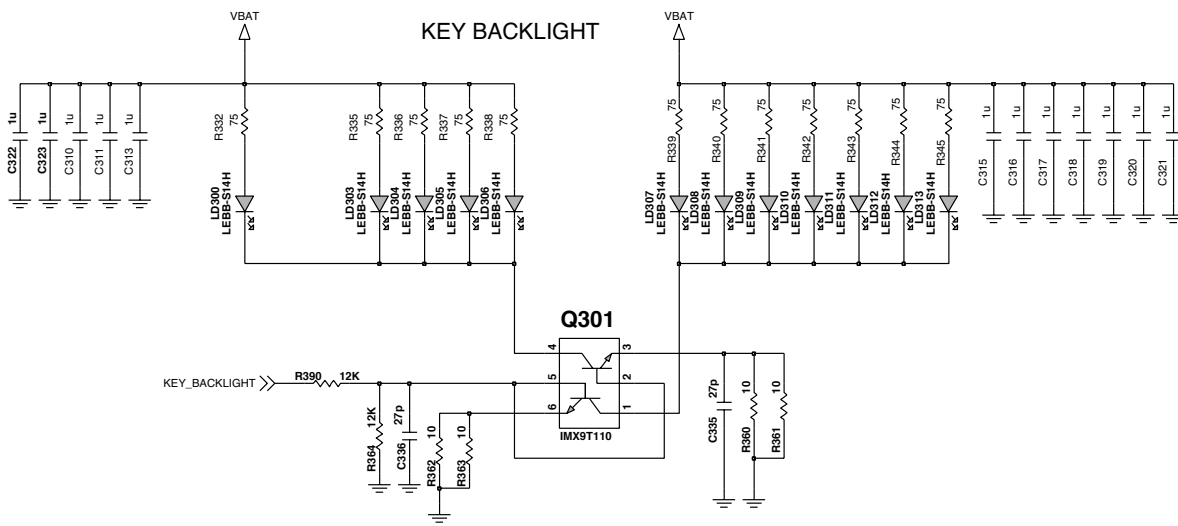 KEY BACKLIGHT
VBAT
VBAT
1u
C322
1u
C323
1u
C310
1u
C311
1u
C313
R332
75
R335
75
R336
75
R337
75
R338
75
75
R339
75
R340
75
R341
75
R342
75
R343
75
R344
75
R345
1u
C315
1u
C316
1u
C317
1u
C318
1u
C319
1u
C320
1u
C321
LD300
LEBB-S14H
LD303
LEBB-S14H
LD304
LEBB-S14H
LD305
LEBB-S14H
LD306
LEBB-S14H
LD307
LEBB-S14H
LD308
LEBB-S14H
LD309
LEBB-S14H
LD310
LEBB-S14H
LD311
LEBB-S14H
LD312
LEBB-S14H
LD313
LEBB-S14H
Q301
4
3
5
2
6
1
IMX9T110
KEY_BACKLIGHT
R390 12K
12K
R364
27p
C336
10
R362
10
R363
27p
C335
10
R360
10
R361